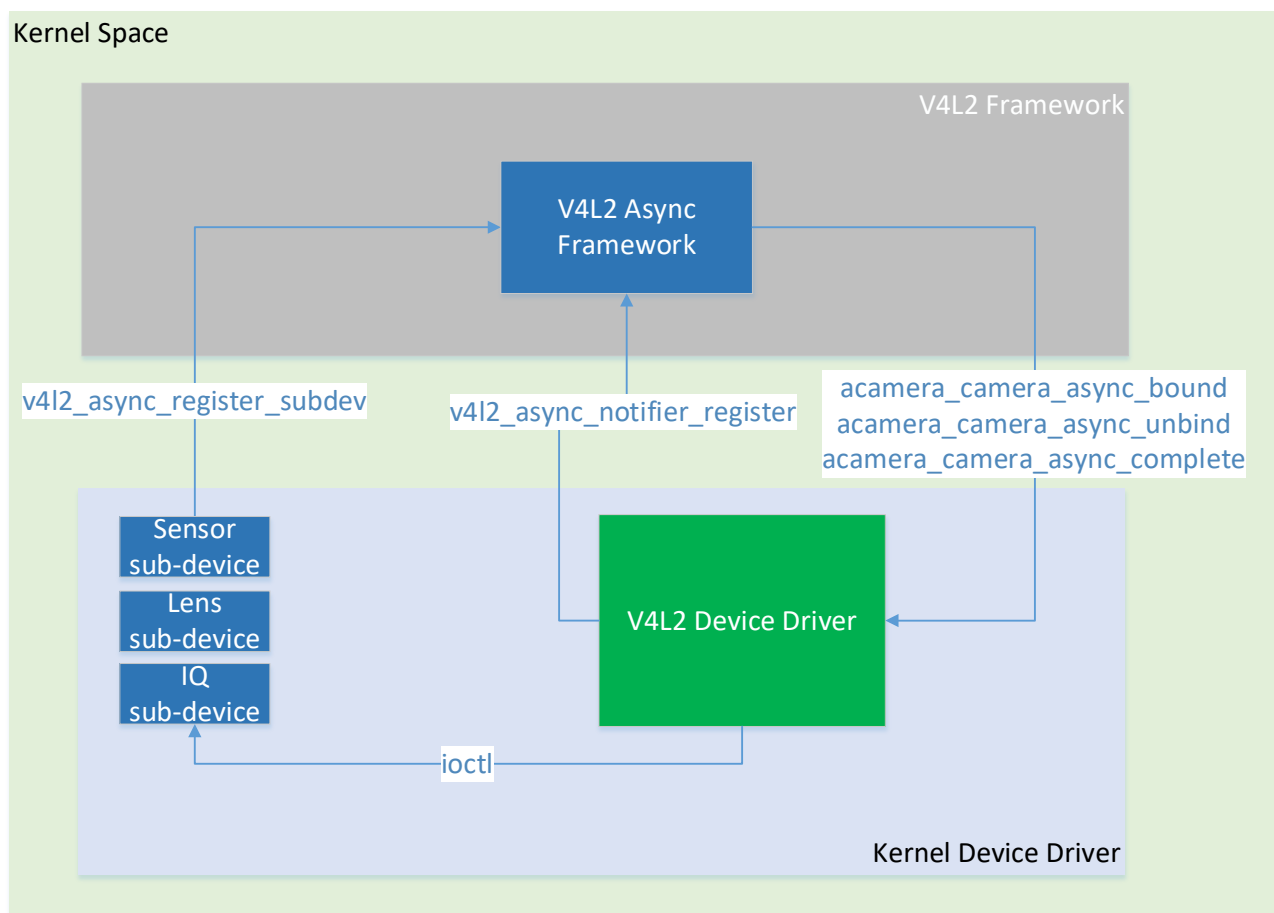 Kernel Space
V4L2 Framework
V4L2 Async
Framework
v4l2_async_register_subdev
v4l2_async_notifier_register
acamera_camera_async_bound
acamera_camera_async_unbind
acamera_camera_async_complete
Sensor
sub-device
Lens
sub-device
IQ
sub-device
V4L2 Device Driver
ioctl
Kernel Device Driver